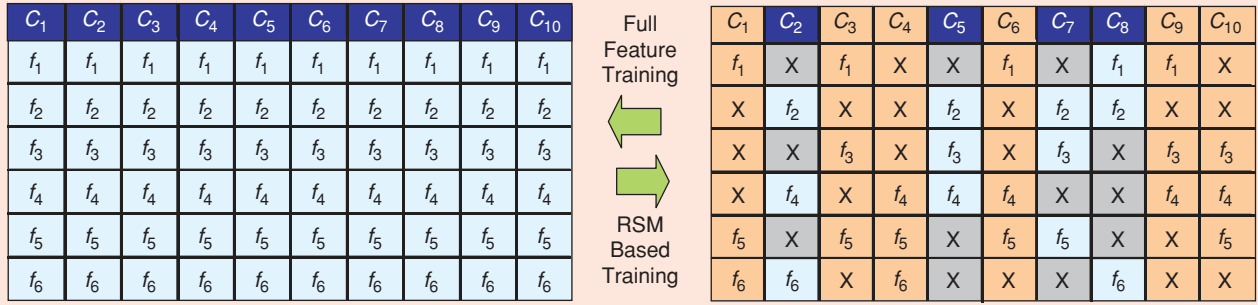 C1 C2 C3 C4 C5 C6 C7 C8 C9 C10
f1 f1 f1 f1 f1 f1 f1 f1 f1 f1
f2 f2 f2 f2 f2 f2 f2 f2 f2 f2
f3 f3 f3 f3 f3 f3 f3 f3 f3 f3
f4 f4 f4 f4 f4 f4 f4 f4 f4 f4
f5 f5 f5 f5 f5 f5 f5 f5 f5 f5
f6 f6 f6 f6 f6 f6 f6 f6 f6 f6
Full
Feature
Training
RSM
Based
Training
C1 C2 C3 C4 C5 C6 C7 C8 C9 C10
f1 X f1 X X f1 X f1 f1 X
X f2 X X f2 X f2 f2 X X
X X f3 X f3 X f3 X f3 f3
X f4 X f4 f4 f4 X X f4 f4
f5 X f5 f5 X f5 f5 X X f5
f6 f6 X f6 X X X f6 X X